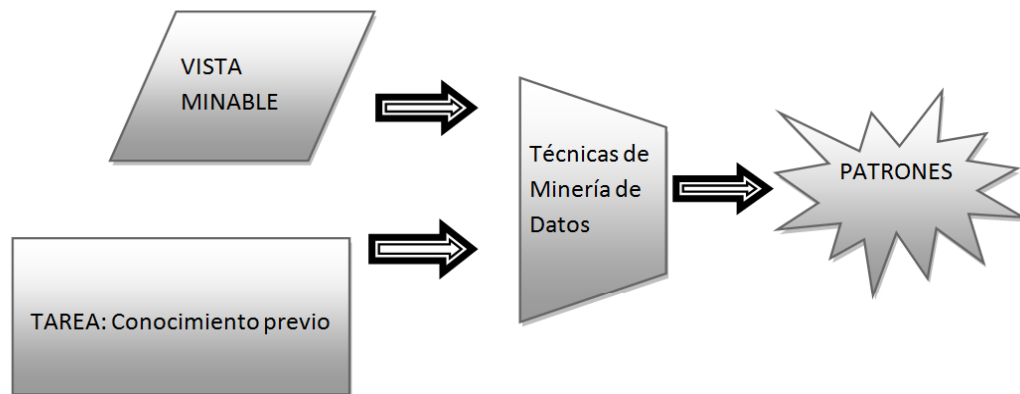 VISTA
MINABLE
TAREA: Conocimiento previo
Técnicas de
Minería de
Datos
PATRONES